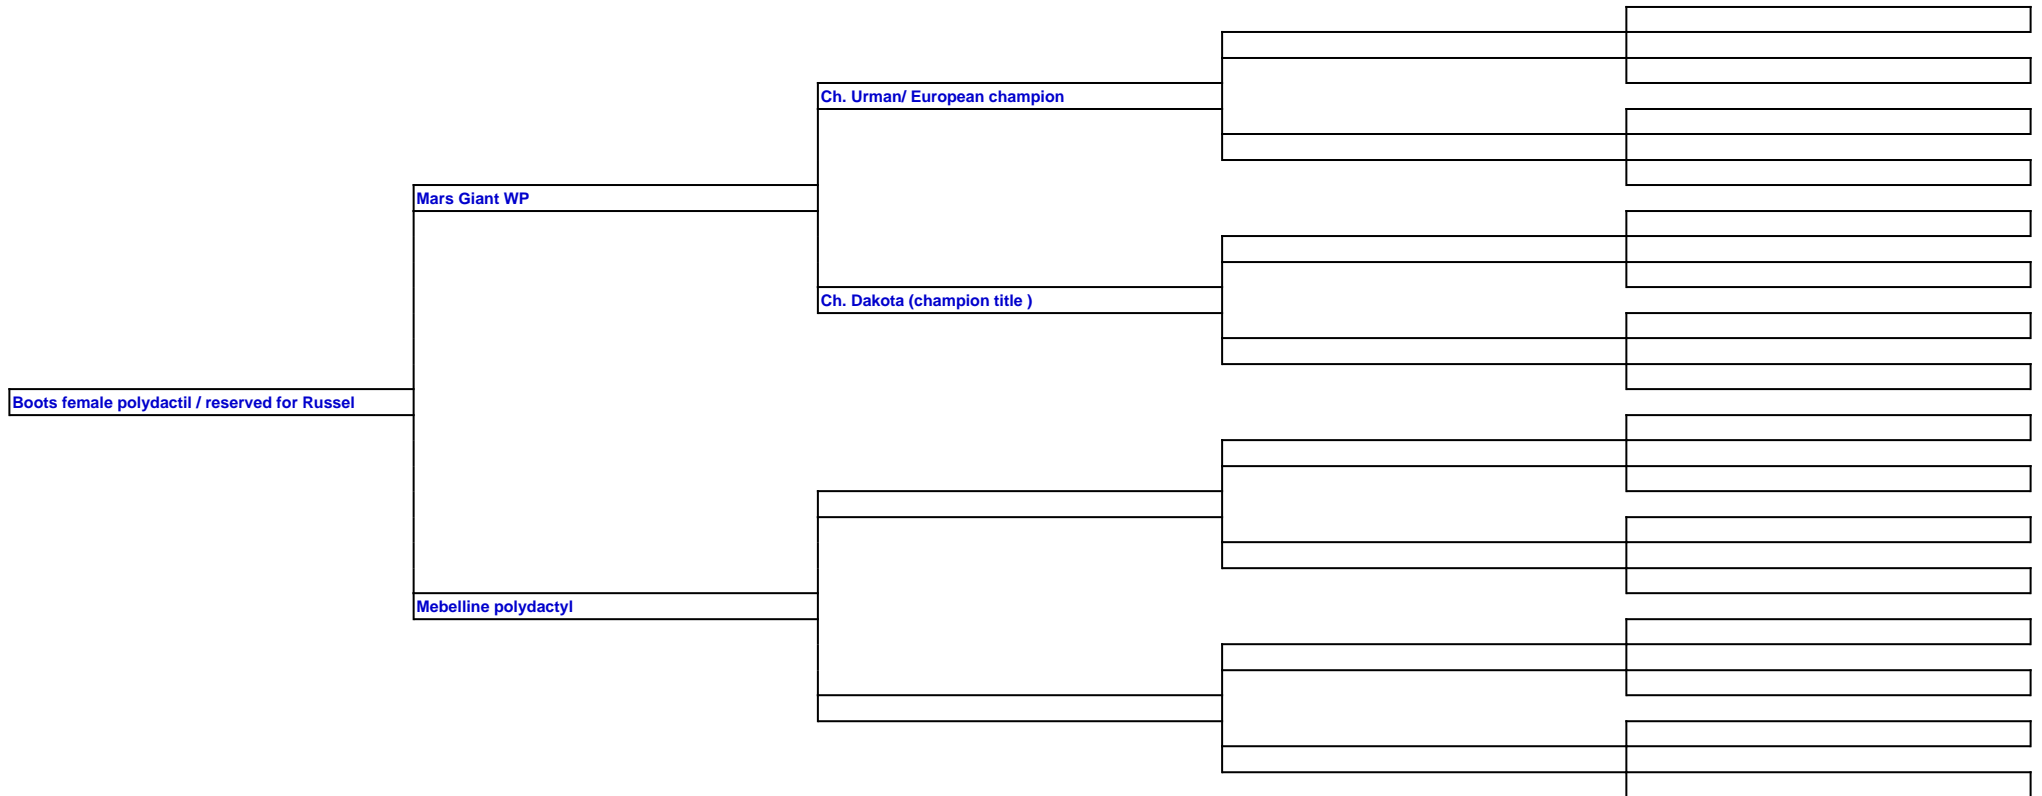 Ch. Urman/ European champion
Mars Giant WP
Ch. Dakota (champion title )
Boots female polydactil / reserved for Russel
Mebelline polydactyl